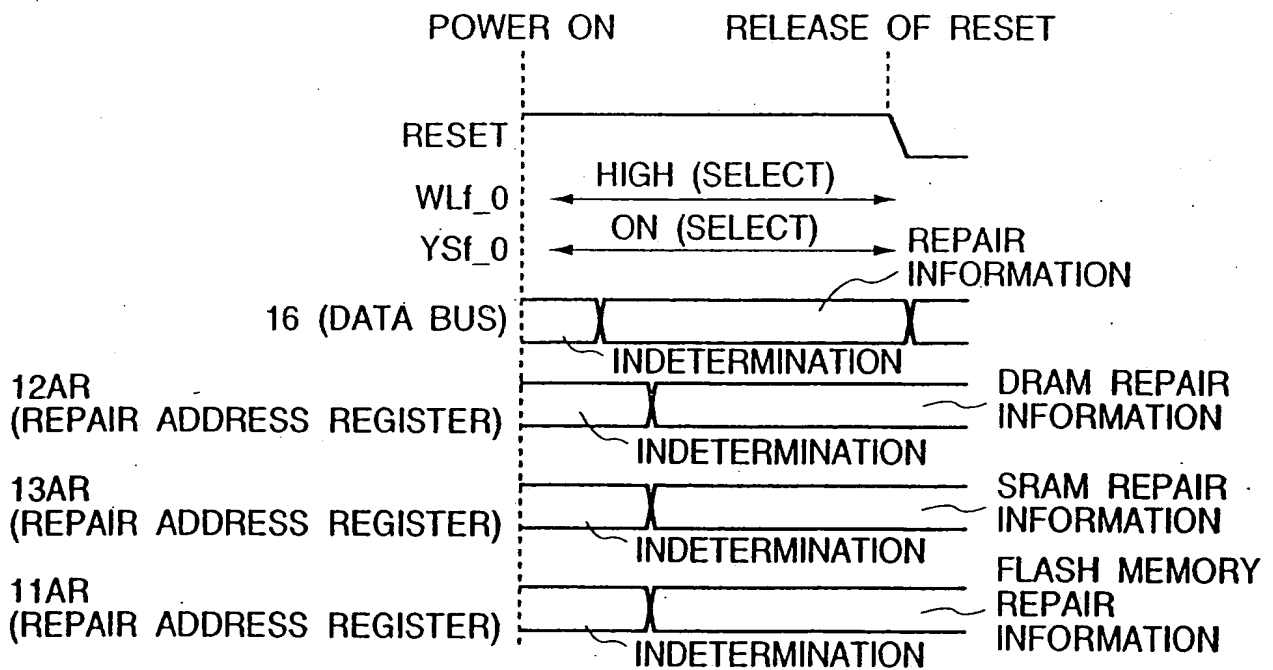 POWER ON RELEASE OF RESET
RESET
HIGH (SELECT)
WLf_0
ON (SELECT)
YSf_0
REPAIR
INFORMATION
16 (DATA BUS)
INDETERMINATION
12AR
(REPAIR ADDRESS REGISTER)
DRAM REPAIR
INFORMATION
INDETERMINATION
13AR
(REPAIR ADDRESS REGISTER)
SRAM REPAIR
INFORMATION
INDETERMINATION
11AR
(REPAIR ADDRESS REGISTER)
FLASH MEMORY
REPAIR
INFORMATION
INDETERMINATION